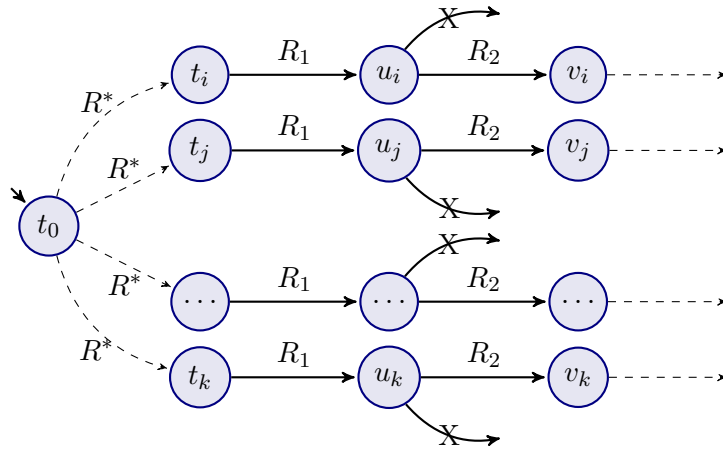 X
t_i R_1 u_i R_2 v_i
R*
t_j R_1 u_j R_2 v_j
R*
X
t_0
X
R*
... R_1 ... R_2 ...
R*
t_k R_1 u_k R_2 v_k
X